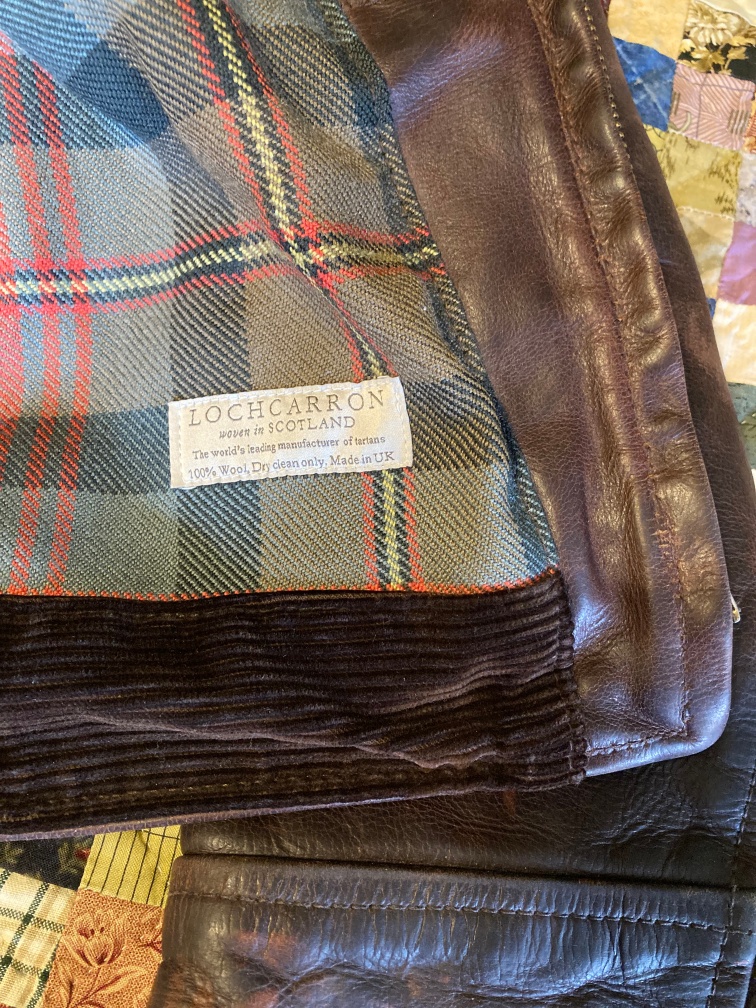 LOCHCARRON
woven in SCOTLAND
The world's leading manufacturer of tartans
100% Wool, Dry clean only. Made in UK